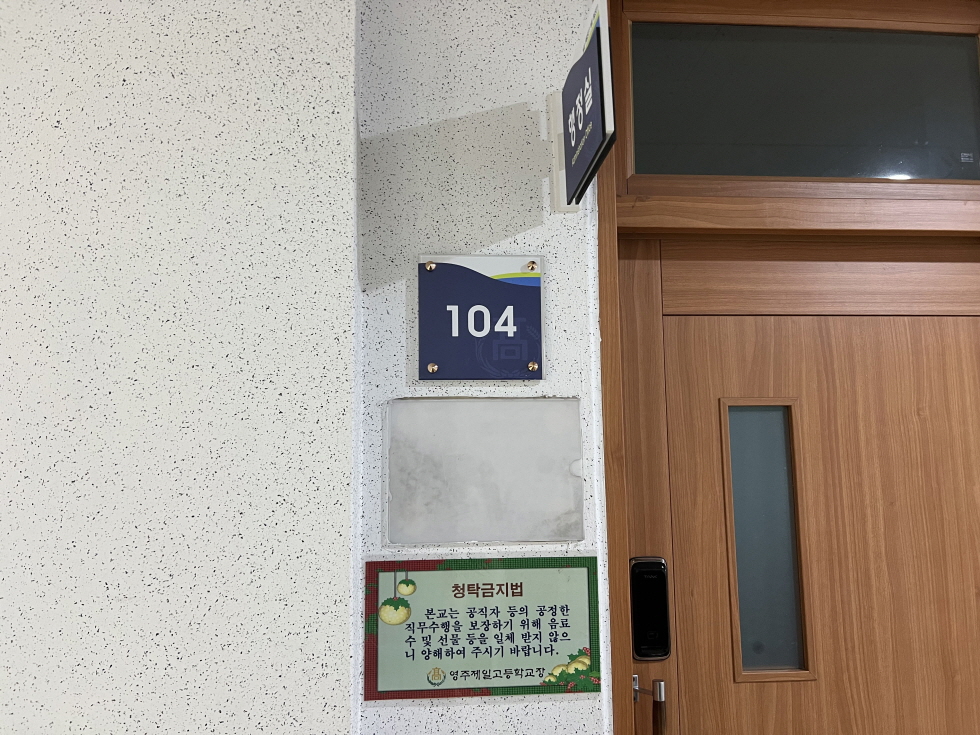 행정실
104
청탁금지법
본교는 공직자 등의 공정한
직무수행을 보장하기 위해 음료
수 및 선물 등을 일체 받지 않으
니 양해하여 주시기 바랍니다.
영주제일고등학교장